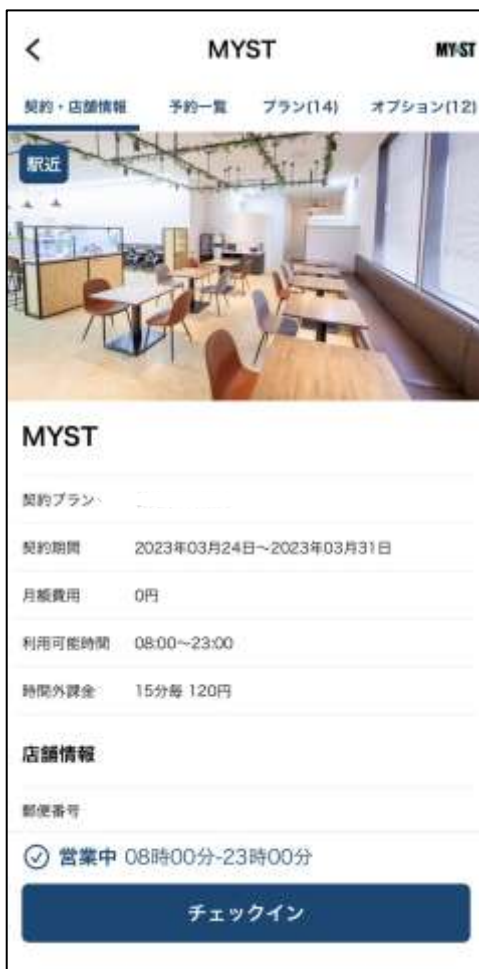 MYST
MY:ST
契約・店舗情報 予約一覧 プラン(14) オプション(12)
駅近
MYST
契約プラン
契約期間 2023年03月24日~2023年03月31日
月額費用 0円
利用可能時間 08:00~23:00
時間外課金 15分毎 120円
店舗情報
郵便番号
営業中 08時00分-23時00分
チェックイン